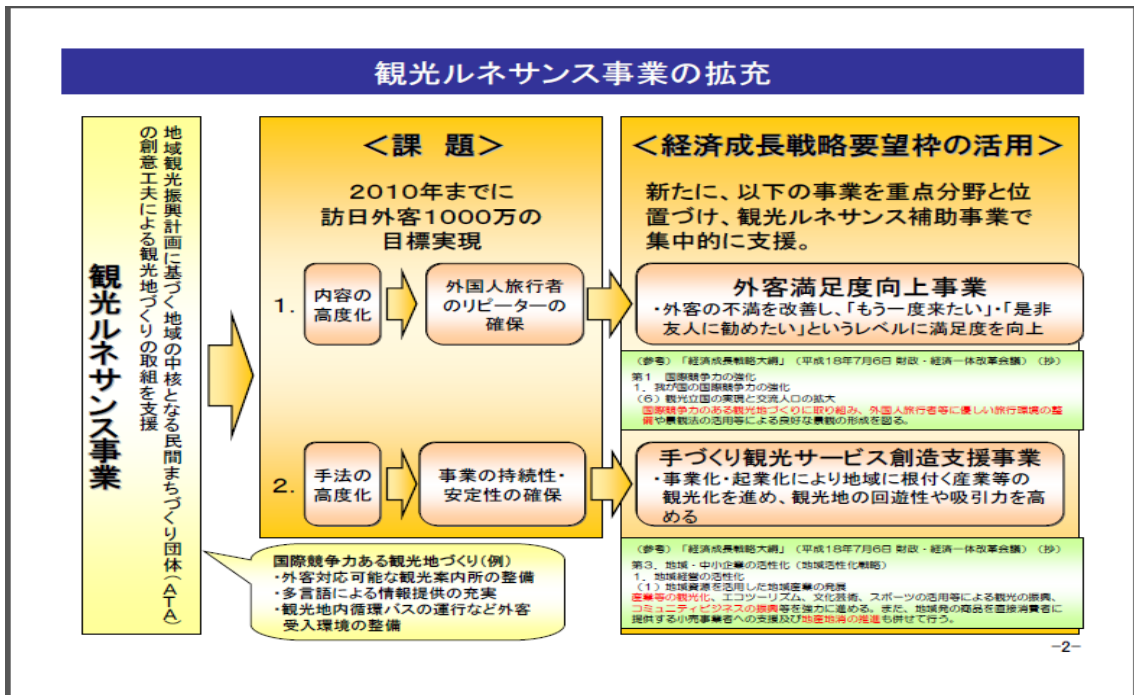 観光ルネサンス事業の拡充
観光ルネサンス事業
地域観光振興計画に基づく地域の中核となる民間まちづくり団体(ATA)
の創意工夫による観光地づくりの取組を支援
＜課 題＞
2010年までに
訪日外客1000万の
目標実現
1.
内容の
高度化
外国人旅行者
のリピーターの
確保
2.
手法の
高度化
事業の持続性・
安定性の確保
国際競争力ある観光地づくり(例)
・外客対応可能な観光案内所の整備
・多言語による情報提供の充実
・観光地内循環バスの運行など外客
受入環境の整備
＜経済成長戦略要望枠の活用＞
新たに、以下の事業を重点分野と位
置づけ、観光ルネサンス補助事業で
集中的に支援。
外客満足度向上事業
・外客の不満を改善し、「もう一度来たい」・「是非
友人に勧めたい」というレベルに満足度を向上
(参考)「経済成長戦略大綱」(平成18年7月6日 財政・経済一体改革会議)(抄)
第1 国際競争力の強化
1．我が国の国際競争力の強化
(6)観光立国の実現と交流人口の拡大
国際競争力のある観光地づくりに取り組み、外国人旅行者等に優しい旅行環境の整
備や景観法の活用等による良好な景観の形成を図る。
手づくり観光サービス創造支援事業
・事業化・起業化により地域に根付く産業等の
観光化を進め、観光地の回遊性や吸引力を高
める
(参考)「経済成長戦略大綱」(平成18年7月6日 財政・経済一体改革会議)(抄)
第3．地域・中小企業の活性化(地域活性化戦略)
1．地域経営の活性化
(1)地域資源を活用した地域産業の発展
産業等の観光化、エコツーリズム、文化芸術、スポーツの活用等による観光の振興、
コミュニティビジネスの振興等を強力に進める。また、地域発の商品を直接消費者に
提供する小売事業者への支援及び地産地消の推進も併せて行う。
-2-